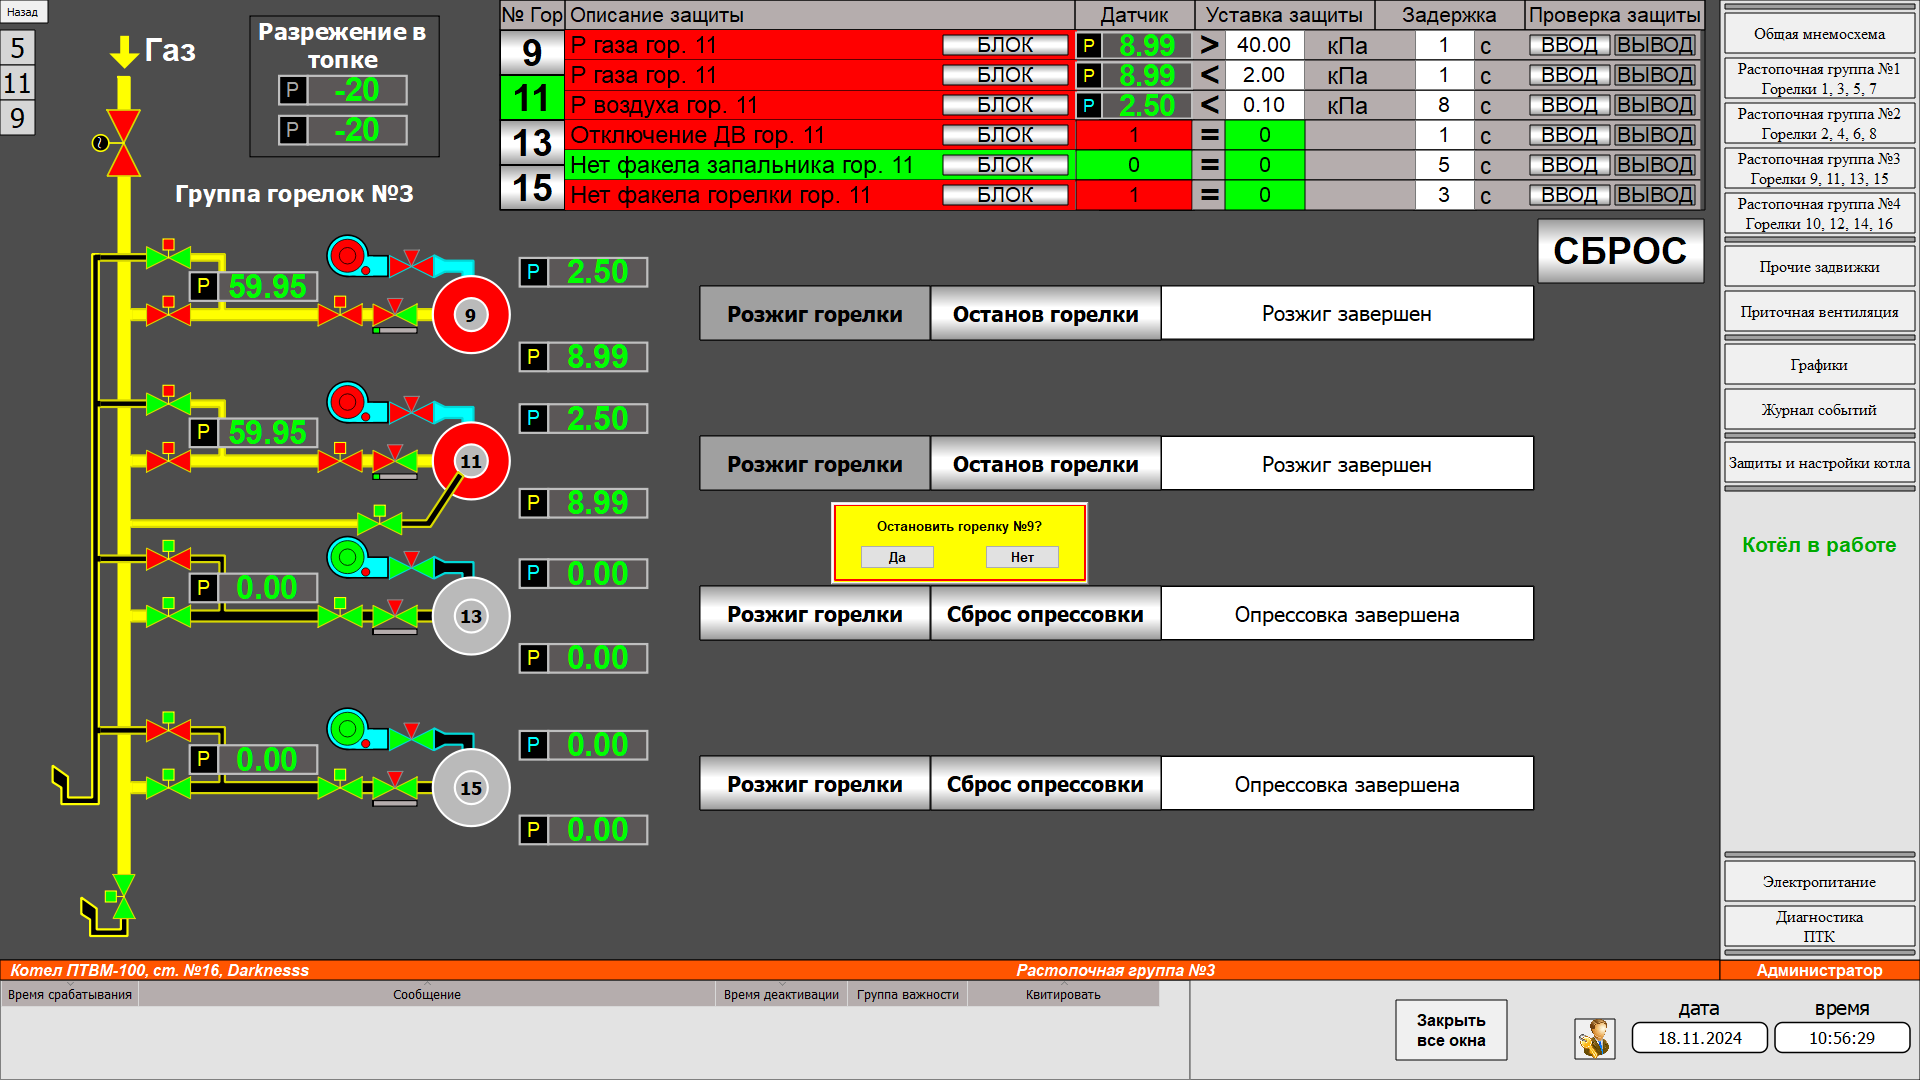 Назад
5
11
9
Газ
Разрежение в
топке
P -20
P -20
Группа горелок №3
№ Гор Описание защиты Датчик Уставка защиты Задержка Проверка защиты
9
11
13
15
Р газа гор. 11 БЛОК P 8.99 > 40.00 кПа 1 с ВВОД ВЫВОД
Р газа гор. 11 БЛОК P 8.99 < 2.00 кПа 1 с ВВОД ВЫВОД
Р воздуха гор. 11 БЛОК P 2.50 < 0.10 кПа 8 с ВВОД ВЫВОД
Отключение ДВ гор. 11 БЛОК 1 = 0 1 с ВВОД ВЫВОД
Нет факела запальника гор. 11 БЛОК 0 = 0 5 с ВВОД ВЫВОД
Нет факела горелки гор. 11 БЛОК 1 = 0 3 с ВВОД ВЫВОД
СБРОС
P 59.95
9
P 2.50
P 8.99
Розжиг горелки Останов горелки Розжиг завершен
P 59.95
11
P 2.50
P 8.99
Розжиг горелки Останов горелки Розжиг завершен
Остановить горелку №9?
Да Нет
P 0.00
13
P 0.00
P 0.00
Розжиг горелки Сброс опрессовки Опрессовка завершена
P 0.00
15
P 0.00
P 0.00
Розжиг горелки Сброс опрессовки Опрессовка завершена
Общая мнемосхема
Растопочная группа №1
Горелки 1, 3, 5, 7
Растопочная группа №2
Горелки 2, 4, 6, 8
Растопочная группа №3
Горелки 9, 11, 13, 15
Растопочная группа №4
Горелки 10, 12, 14, 16
Прочие задвижки
Приточная вентиляция
Графики
Журнал событий
Защиты и настройки котла
Котёл в работе
Электропитание
Диагностика
ПТК
Котел ПТВМ-100, ст. №16, Darknesss Растопочная группа №3 Администратор
Время срабатывания Сообщение Время деактивации Группа важности Квитировать
Закрыть
все окна
дата время
18.11.2024 10:56:29